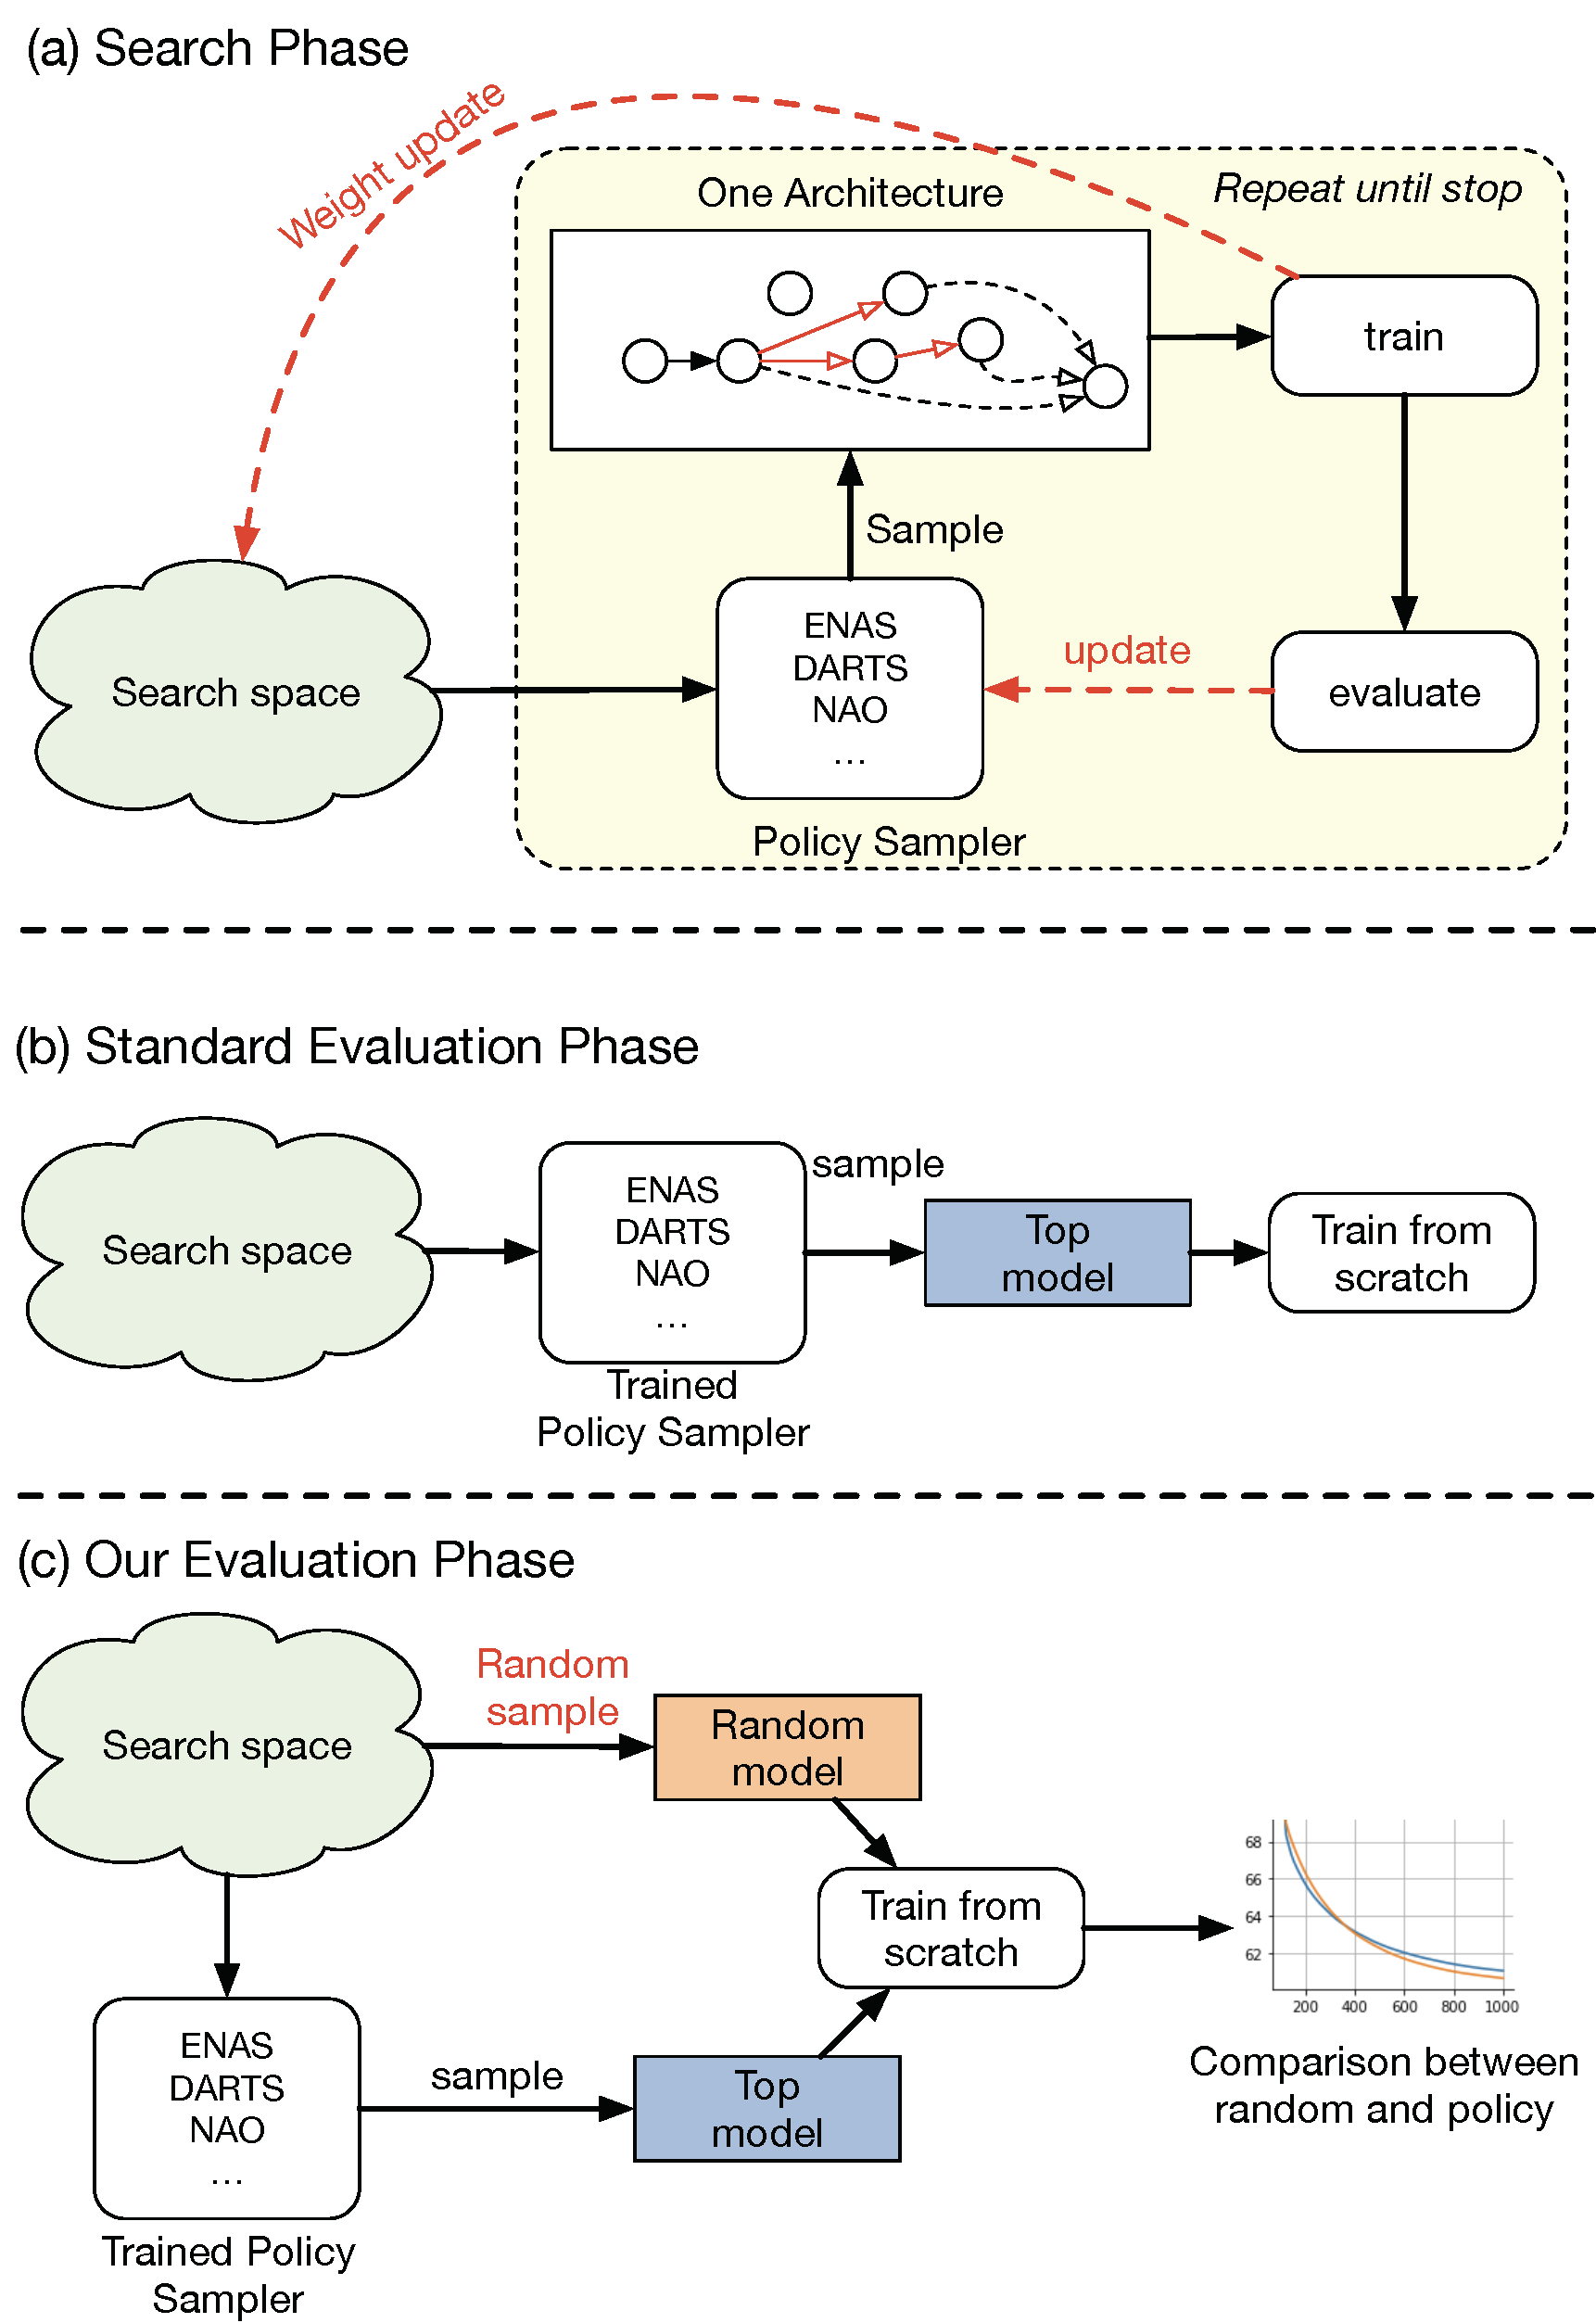 (a) Search Phase
Weight update
One Architecture
Repeat until stop
train
Sample
ENAS
DARTS
NAO
...
update
evaluate
Search space
Policy Sampler
(b) Standard Evaluation Phase
Search space
ENAS
DARTS
NAO
...
sample
Top
model
Train from
scratch
Trained
Policy Sampler
(c) Our Evaluation Phase
Search space
Random
sample
Random
model
Train from
scratch
68
66
64
62
200 400 600 800 1000
Comparison between
random and policy
ENAS
DARTS
NAO
...
sample
Top
model
Trained Policy
Sampler